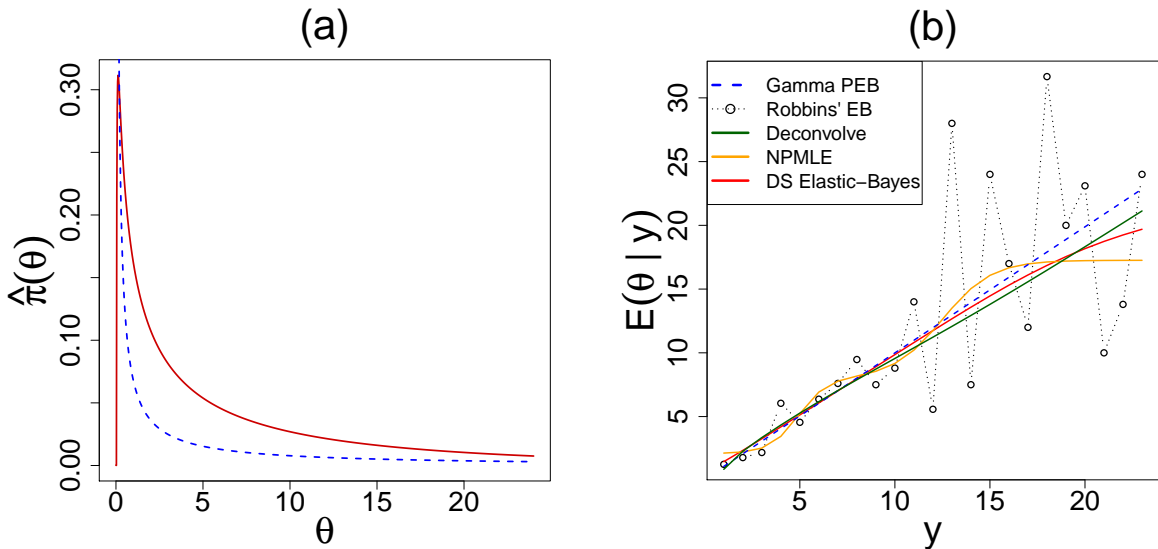 (a)
0.30
0.20
0.10
0.00
π̂(θ)
0
5
10
15
20
θ
(b)
Gamma PEB
Robbins' EB
Deconvolve
NPMLE
DS Elastic−Bayes
30
25
20
15
10
5
E(θ | y)
5
10
15
20
y